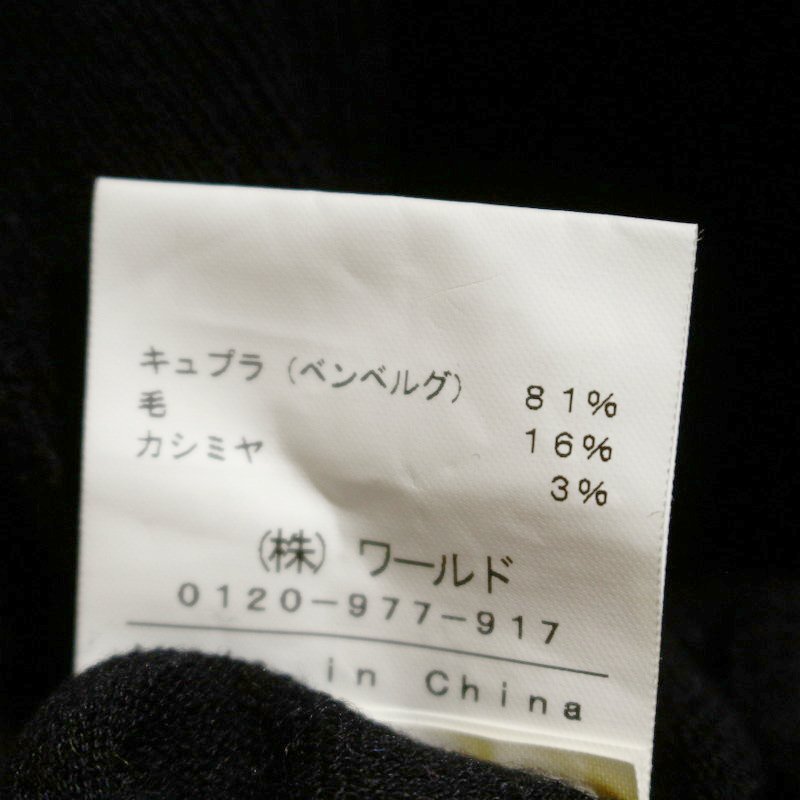 キュプラ（ベンベルグ） 81%
毛 16%
カシミヤ 3%
（株）ワールド
0120-977-917
in China